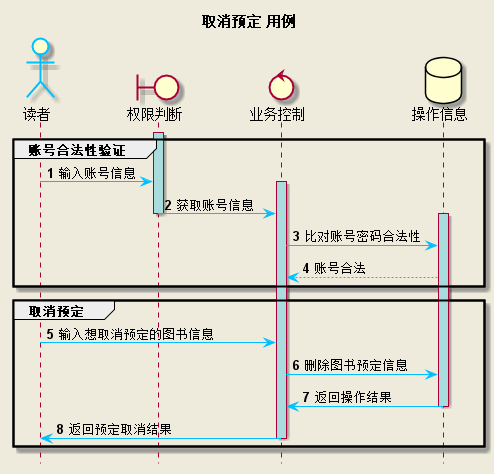 取消预定 用例
读者
权限判断
业务控制
操作信息
账号合法性验证
1 输入账号信息
2 获取账号信息
3 比对账号密码合法性
4 账号合法
取消预定
5 输入想取消预定的图书信息
6 删除图书预定信息
7 返回操作结果
8 返回预定取消结果